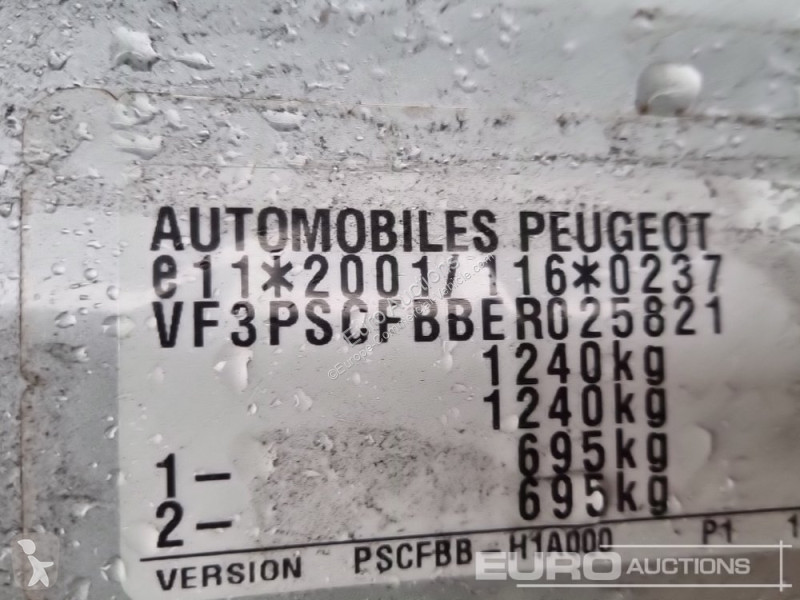 AUTOMOBILES PEUGEOT
e11*2001/116*0237
VF3PSCFBBER025821
1240kg
1240kg
1- 695kg
2- 695kg
VERSION PSCFBB H1A000 P1 1
EURO AUCTIONS